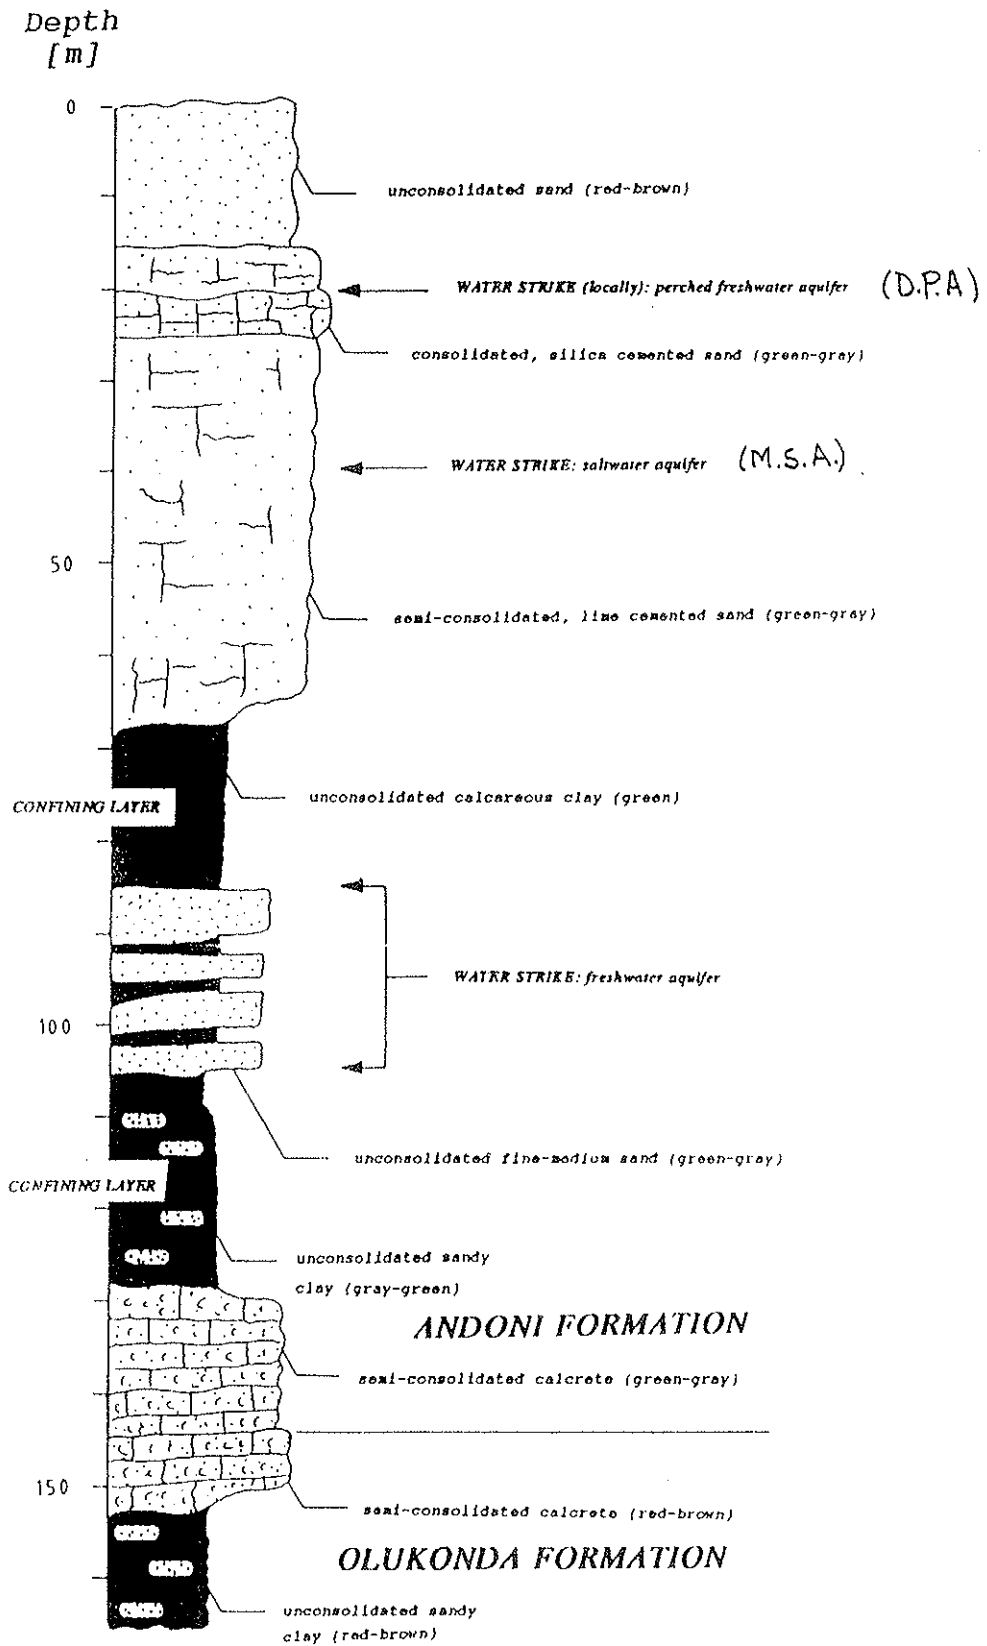 Depth
[m]
0
unconsolidated sand (red-brown)
WATER STRIKE (locally): perched freshwater aquifer (D.P.A)
consolidated, silica cemented sand (green-gray)
WATER STRIKE: saltwater aquifer (M.S.A.)
50
semi-consolidated, lime cemented sand (green-gray)
unconsolidated calcareous clay (green)
CONFINING LAYER
WATER STRIKE: freshwater aquifer
100
unconsolidated fine-medium sand (green-gray)
CONFINING LAYER
unconsolidated sandy
clay (gray-green)
ANDONI FORMATION
semi-consolidated calcrete (green-gray)
150
semi-consolidated calcrete (red-brown)
OLUKONDA FORMATION
unconsolidated sandy
clay (red-brown)